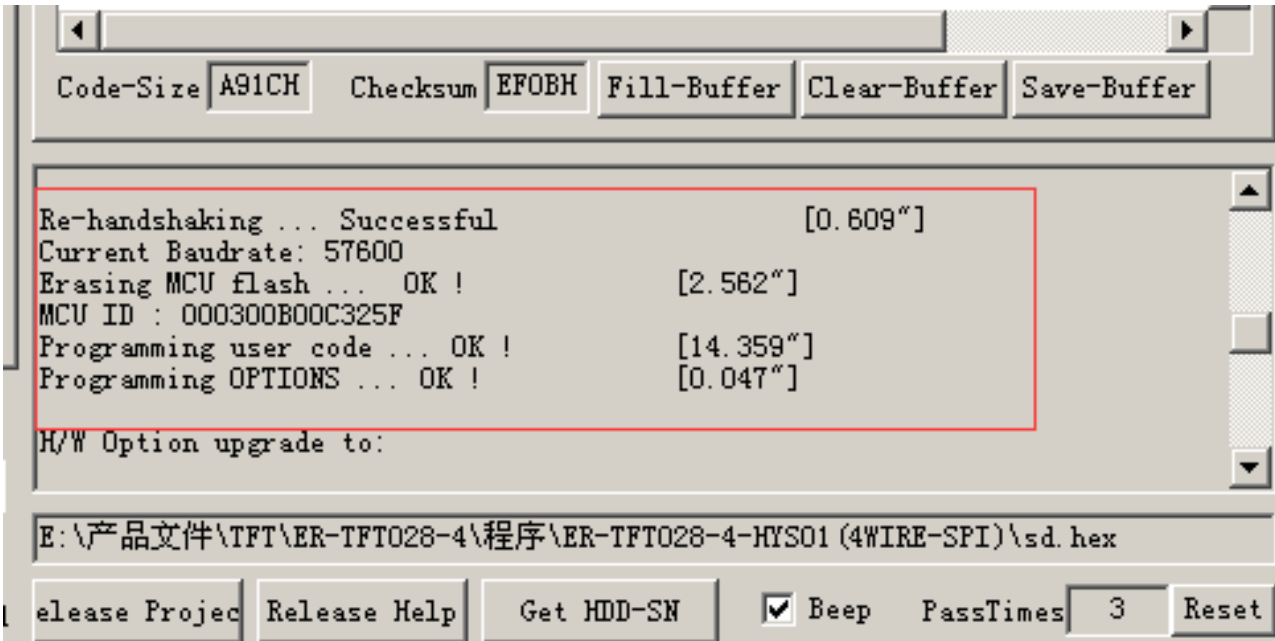 Code-Size A91CH Checksum EF0BH Fill-Buffer Clear-Buffer Save-Buffer
Re-handshaking ... Successful [0.609"]
Current Baudrate: 57600
Erasing MCU flash ... OK ! [2.562"]
MCU ID : 000300B00C325F
Programming user code ... OK ! [14.359"]
Programming OPTIONS ... OK ! [0.047"]
H/W Option upgrade to:
E:\产品文件\TFT\ER-TFT028-4\程序\ER-TFT028-4-HYS01(4WIRE-SPI)\sd.hex
elease Projec Release Help Get HDD-SN Beep PassTimes 3 Reset